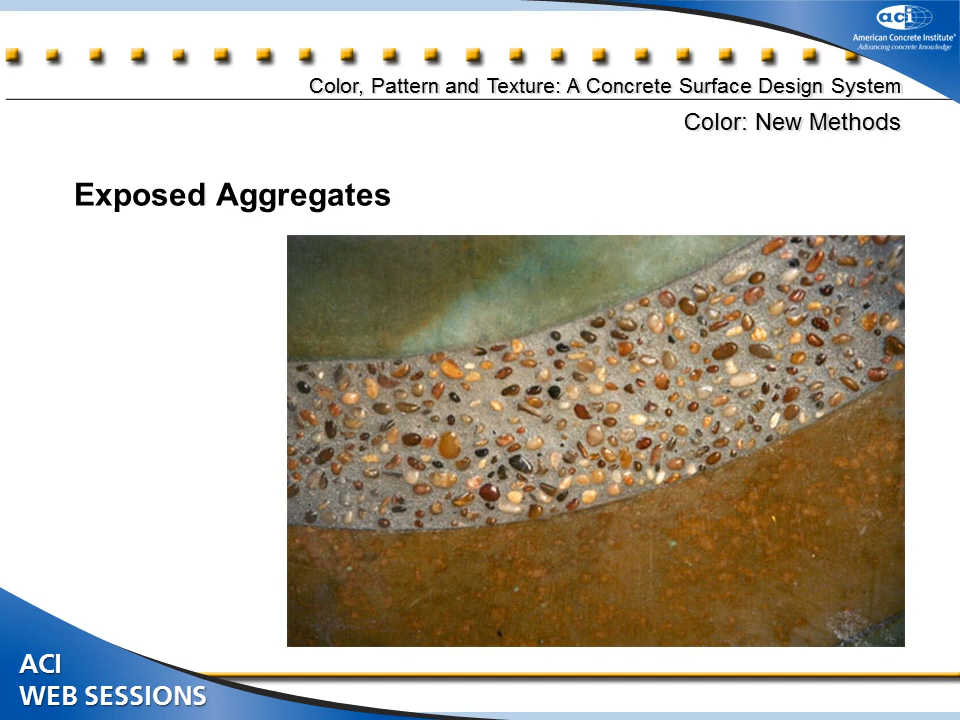 aci
American Concrete Institute®
Advancing concrete knowledge
Color, Pattern and Texture: A Concrete Surface Design System
Color: New Methods
Exposed Aggregates
ACI
WEB SESSIONS